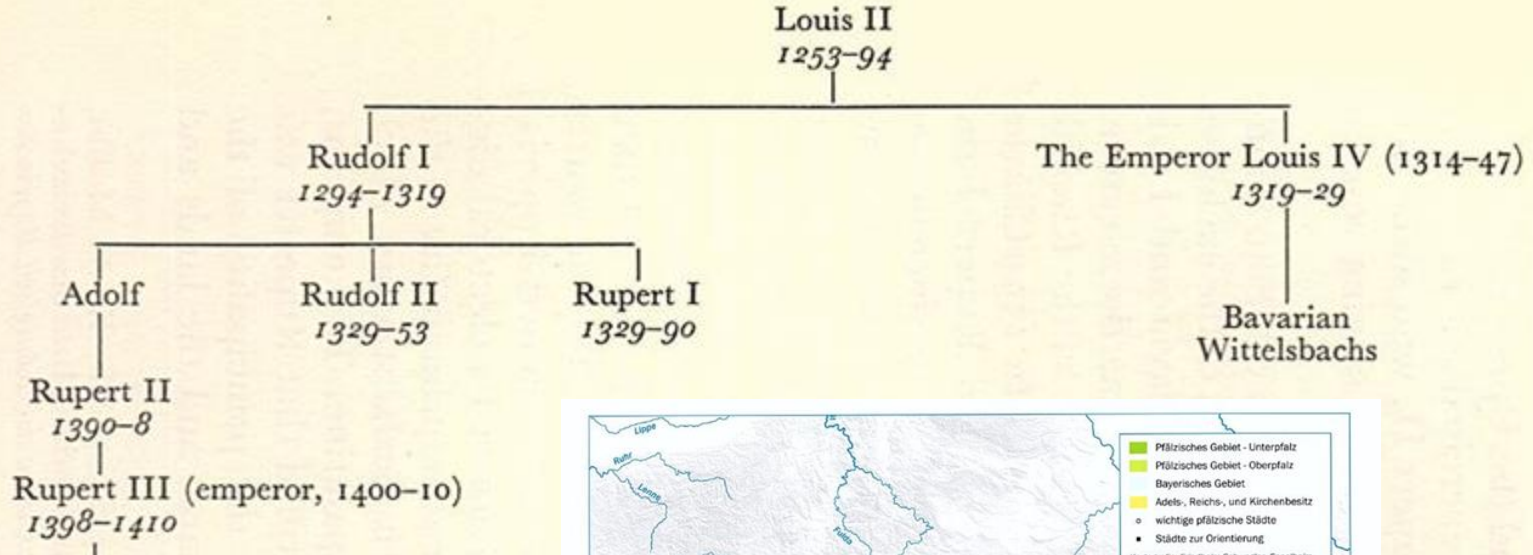 Louis II
1253–94
Rudolf I
1294–1319
The Emperor Louis IV (1314–47)
1319–29
Adolf
Rudolf II
1329–53
Rupert I
1329–90
Bavarian
Wittelsbachs
Rupert II
1390–8
Rupert III (emperor, 1400–10)
1398–1410
Lippe
Ruhr
Lenne
Fulda
Pfälzisches Gebiet - Unterpfalz
Pfälzisches Gebiet - Oberpfalz
Bayerisches Gebiet
Adels-, Reichs-, und Kirchenbesitz
wichtige pfälzische Städte
Städte zur Orientierung